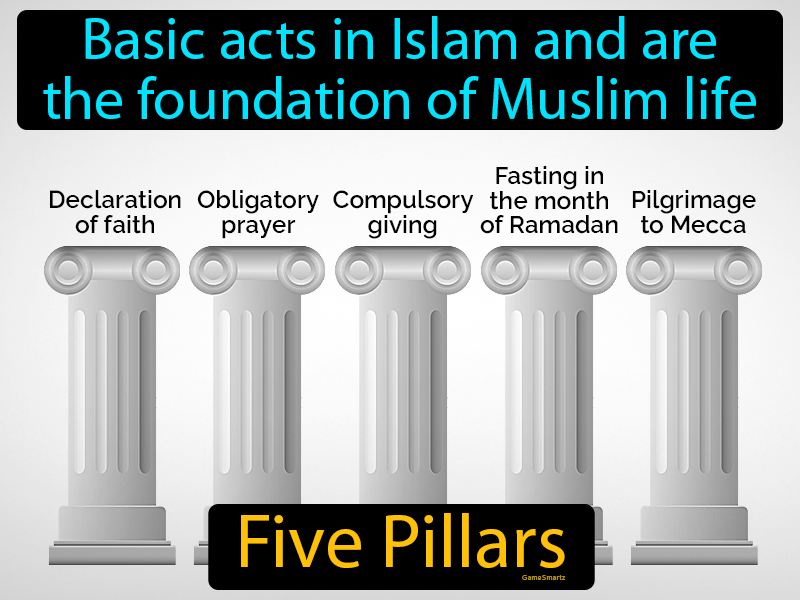 Basic acts in Islam and are
the foundation of Muslim life
Declaration
of faith
Obligatory
prayer
Compulsory
giving
Fasting in
the month
of Ramadan
Pilgrimage
to Mecca
Five Pillars
GameSmartz